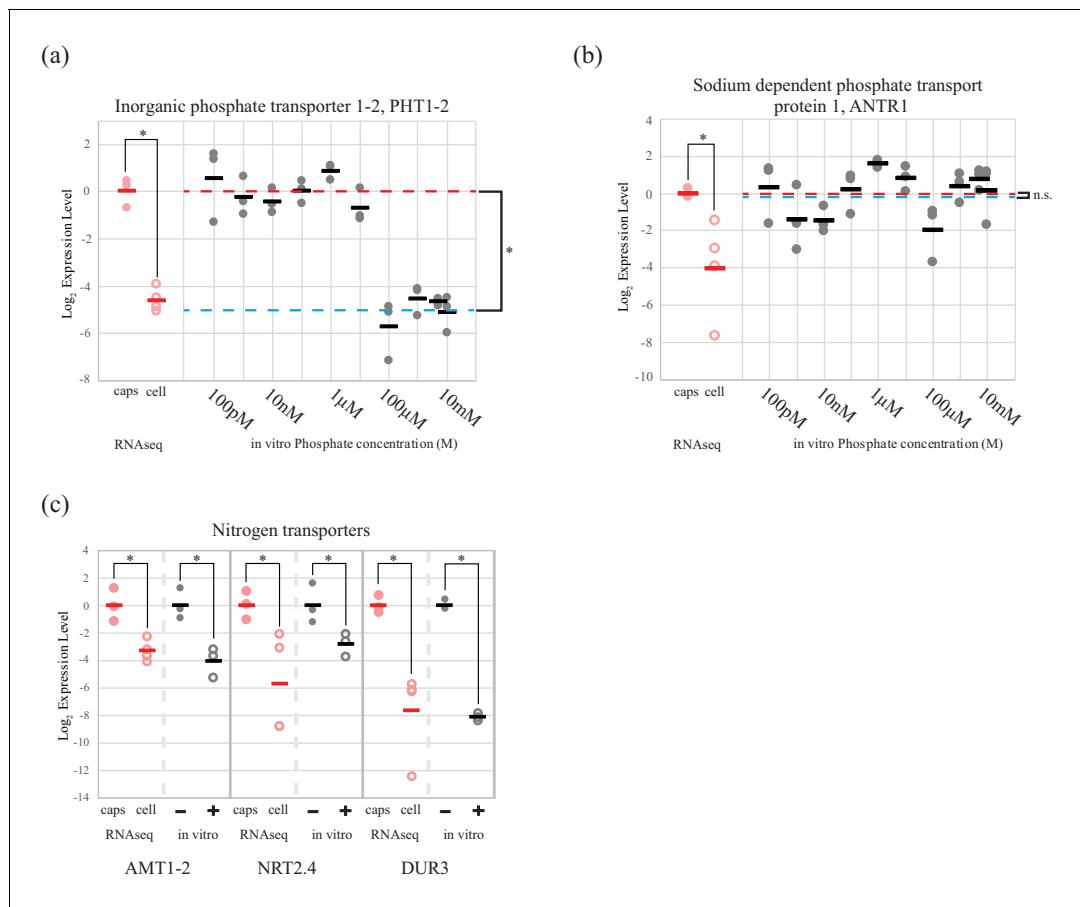 (a)
Inorganic phosphate transporter 1-2, PHT1-2
Log2 Expression Level
2
0
-2
-4
-6
-8
*
*
caps cell
100pM 10nM 1μM 100μM 10mM
RNAseq
in vitro Phosphate concentration (M)
(b)
Sodium dependent phosphate transport
protein 1, ANTR1
Log2 Expression Level
4
2
0
-2
-4
-6
-8
-10
*
n.s.
caps cell
100pM 10nM 1μM 100μM 10mM
RNAseq
in vitro Phosphate concentration (M)
(c)
Nitrogen transporters
Log2 Expression Level
4
2
0
-2
-4
-6
-8
-10
-12
-14
* * * * * *
caps cell − + caps cell − + caps cell − +
RNAseq in vitro RNAseq in vitro RNAseq in vitro
AMT1-2 NRT2.4 DUR3